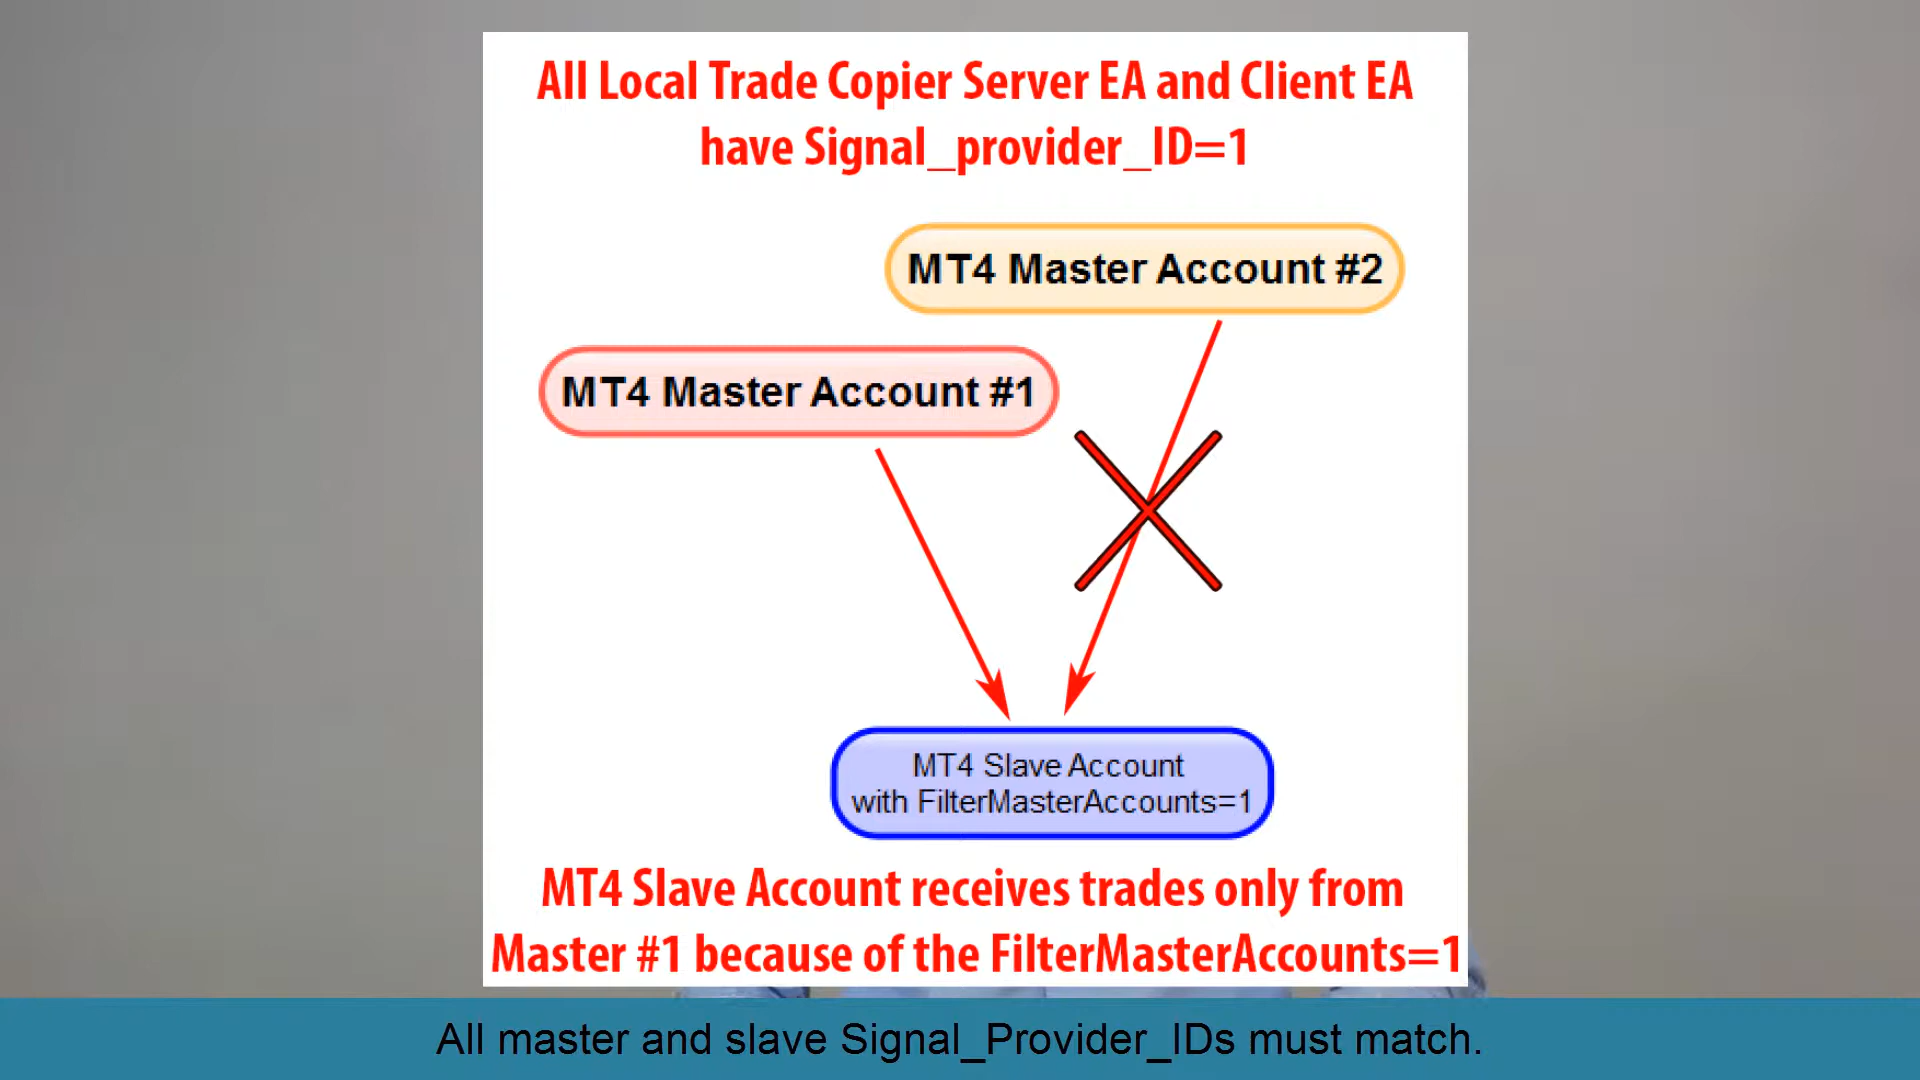 All Local Trade Copier Server EA and Client EA
have Signal_provider_ID=1
MT4 Master Account #2
MT4 Master Account #1
MT4 Slave Account
with FilterMasterAccounts=1
MT4 Slave Account receives trades only from
Master #1 because of the FilterMasterAccounts=1
All master and slave Signal_Provider_IDs must match.